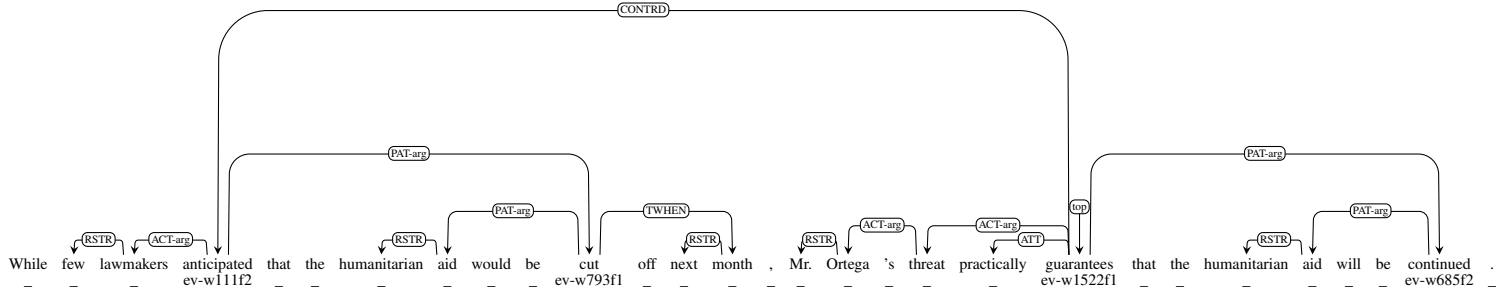 CONTRD
PAT-arg PAT-arg
top
PAT-arg TWHEN PAT-arg
ACT-arg ACT-arg
RSTR ACT-arg RSTR RSTR RSTR ATT RSTR
While few lawmakers anticipated that the humanitarian aid would be cut off next month , Mr. Ortega 's threat practically guarantees that the humanitarian aid will be continued .
_ _ _ ev-w111f2 _ _ _ _ _ _ ev-w793f1 _ _ _ _ _ _ _ _ _ ev-w1522f1 _ _ _ _ _ _ ev-w685f2 _